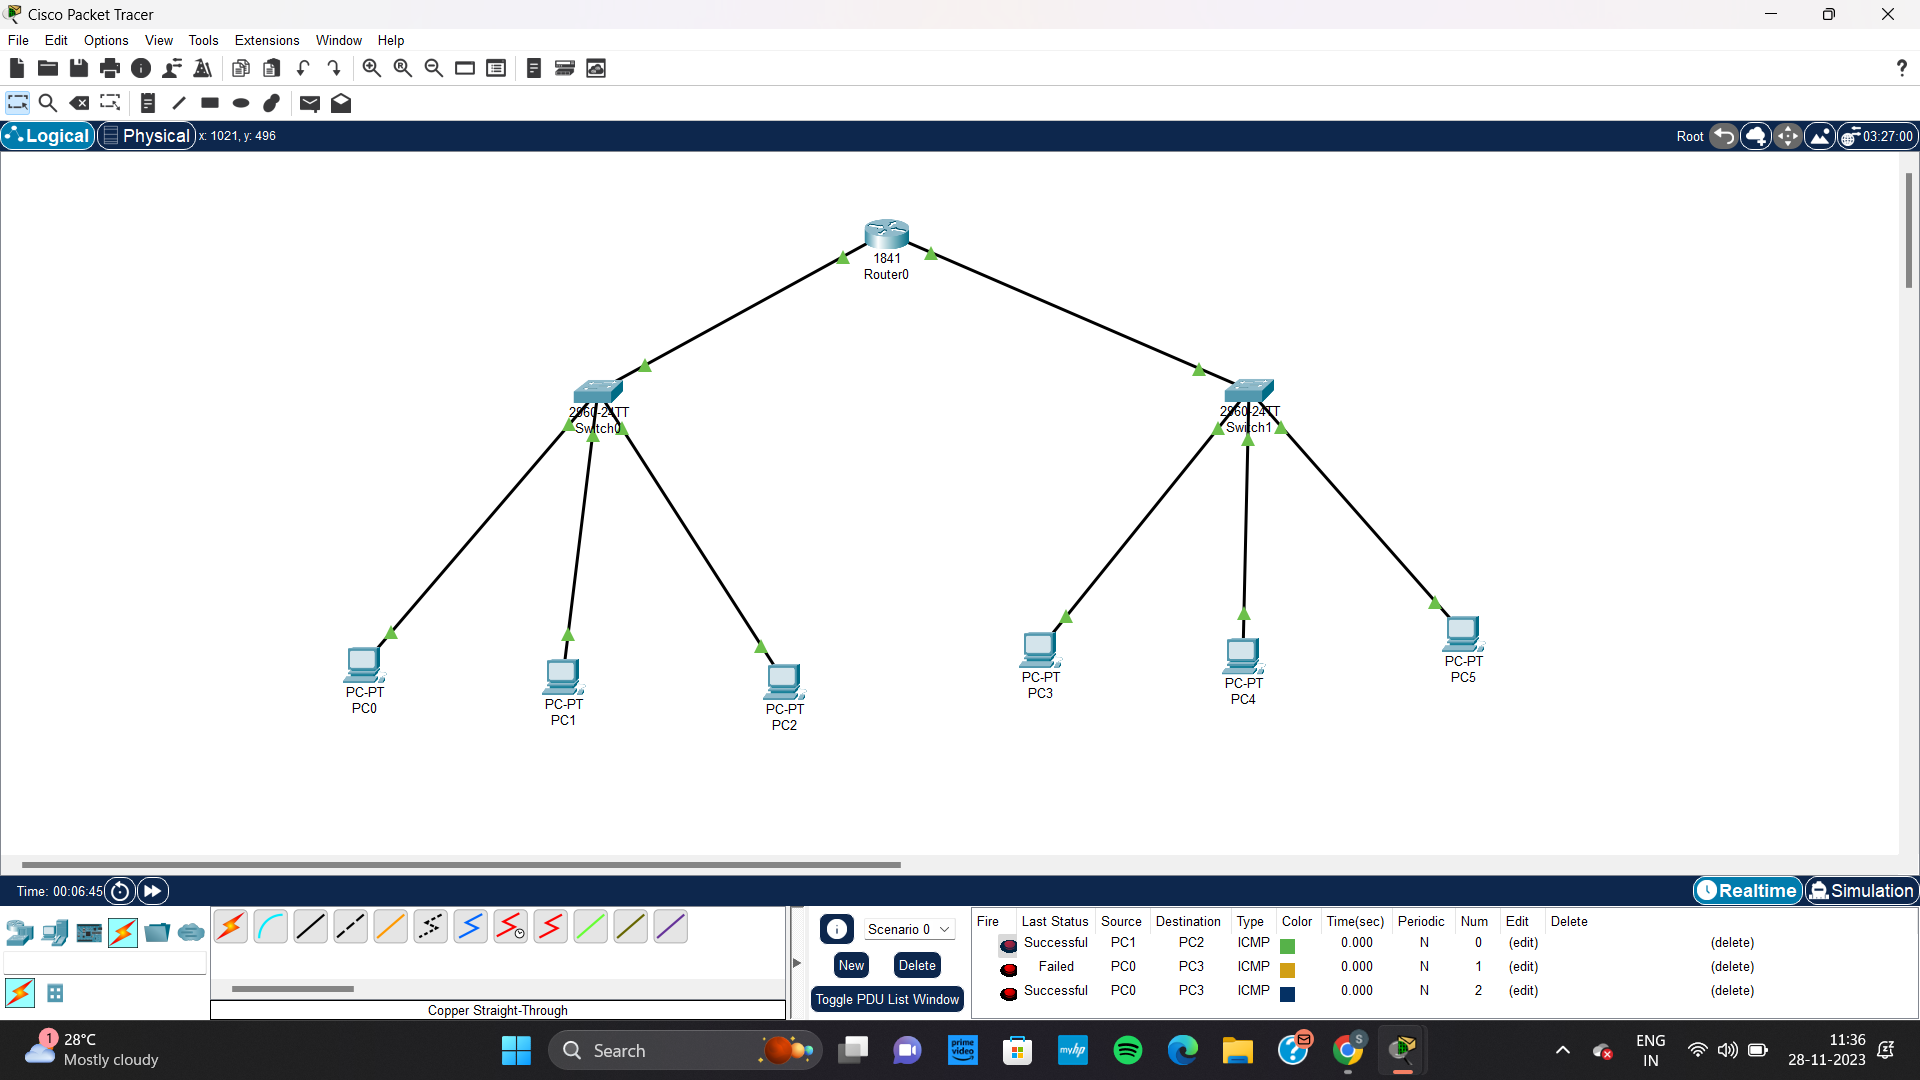 Cisco Packet Tracer
File Edit Options View Tools Extensions Window Help
?
Logical Physical x: 1021, y: 496 Root 03:27:00
1841
Router0
2960-24TT
Switch0
2960-24TT
Switch1
PC-PT
PC0
PC-PT
PC1
PC-PT
PC2
PC-PT
PC3
PC-PT
PC4
PC-PT
PC5
Time: 00:06:45 Realtime Simulation
Scenario 0
New Delete
Toggle PDU List Window
Copper Straight-Through
Fire Last Status Source Destination Type Color Time(sec) Periodic Num Edit Delete
Successful PC1 PC2 ICMP 0.000 N 0 (edit) (delete)
Failed PC0 PC3 ICMP 0.000 N 1 (edit) (delete)
Successful PC0 PC3 ICMP 0.000 N 2 (edit) (delete)
1
28°C
Mostly cloudy
Search
prime video
myhp
?
S
ENG
IN
11:36
28-11-2023